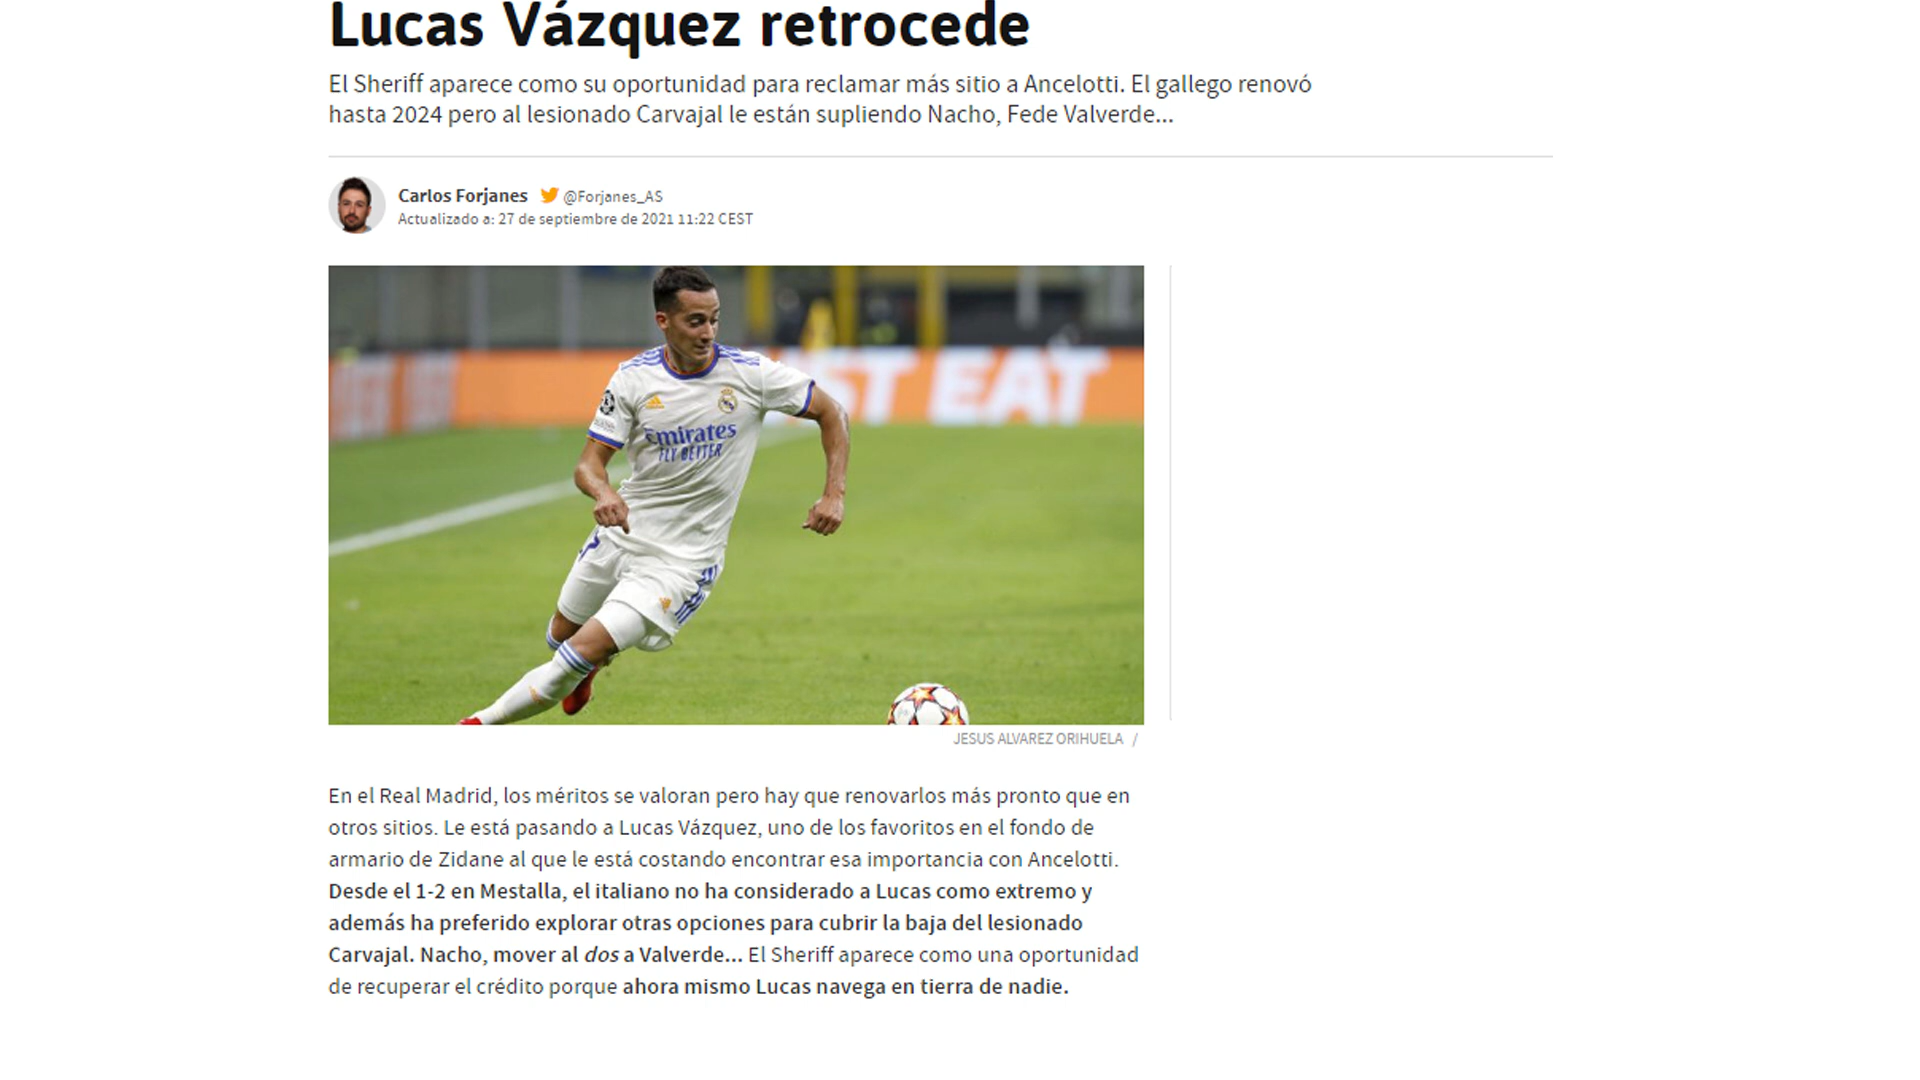 Lucas Vázquez retrocede
El Sheriff aparece como su oportunidad para reclamar más sitio a Ancelotti. El gallego renovó
hasta 2024 pero al lesionado Carvajal le están supliendo Nacho, Fede Valverde...
Carlos Forjanes @Forjanes_AS
Actualizado a: 27 de septiembre de 2021 11:22 CEST
ST EAT
Emirates
FLY BETTER
JESUS ALVAREZ ORIHUELA /
En el Real Madrid, los méritos se valoran pero hay que renovarlos más pronto que en
otros sitios. Le está pasando a Lucas Vázquez, uno de los favoritos en el fondo de
armario de Zidane al que le está costando encontrar esa importancia con Ancelotti.
Desde el 1-2 en Mestalla, el italiano no ha considerado a Lucas como extremo y
además ha preferido explorar otras opciones para cubrir la baja del lesionado
Carvajal. Nacho, mover al dos a Valverde... El Sheriff aparece como una oportunidad
de recuperar el crédito porque ahora mismo Lucas navega en tierra de nadie.